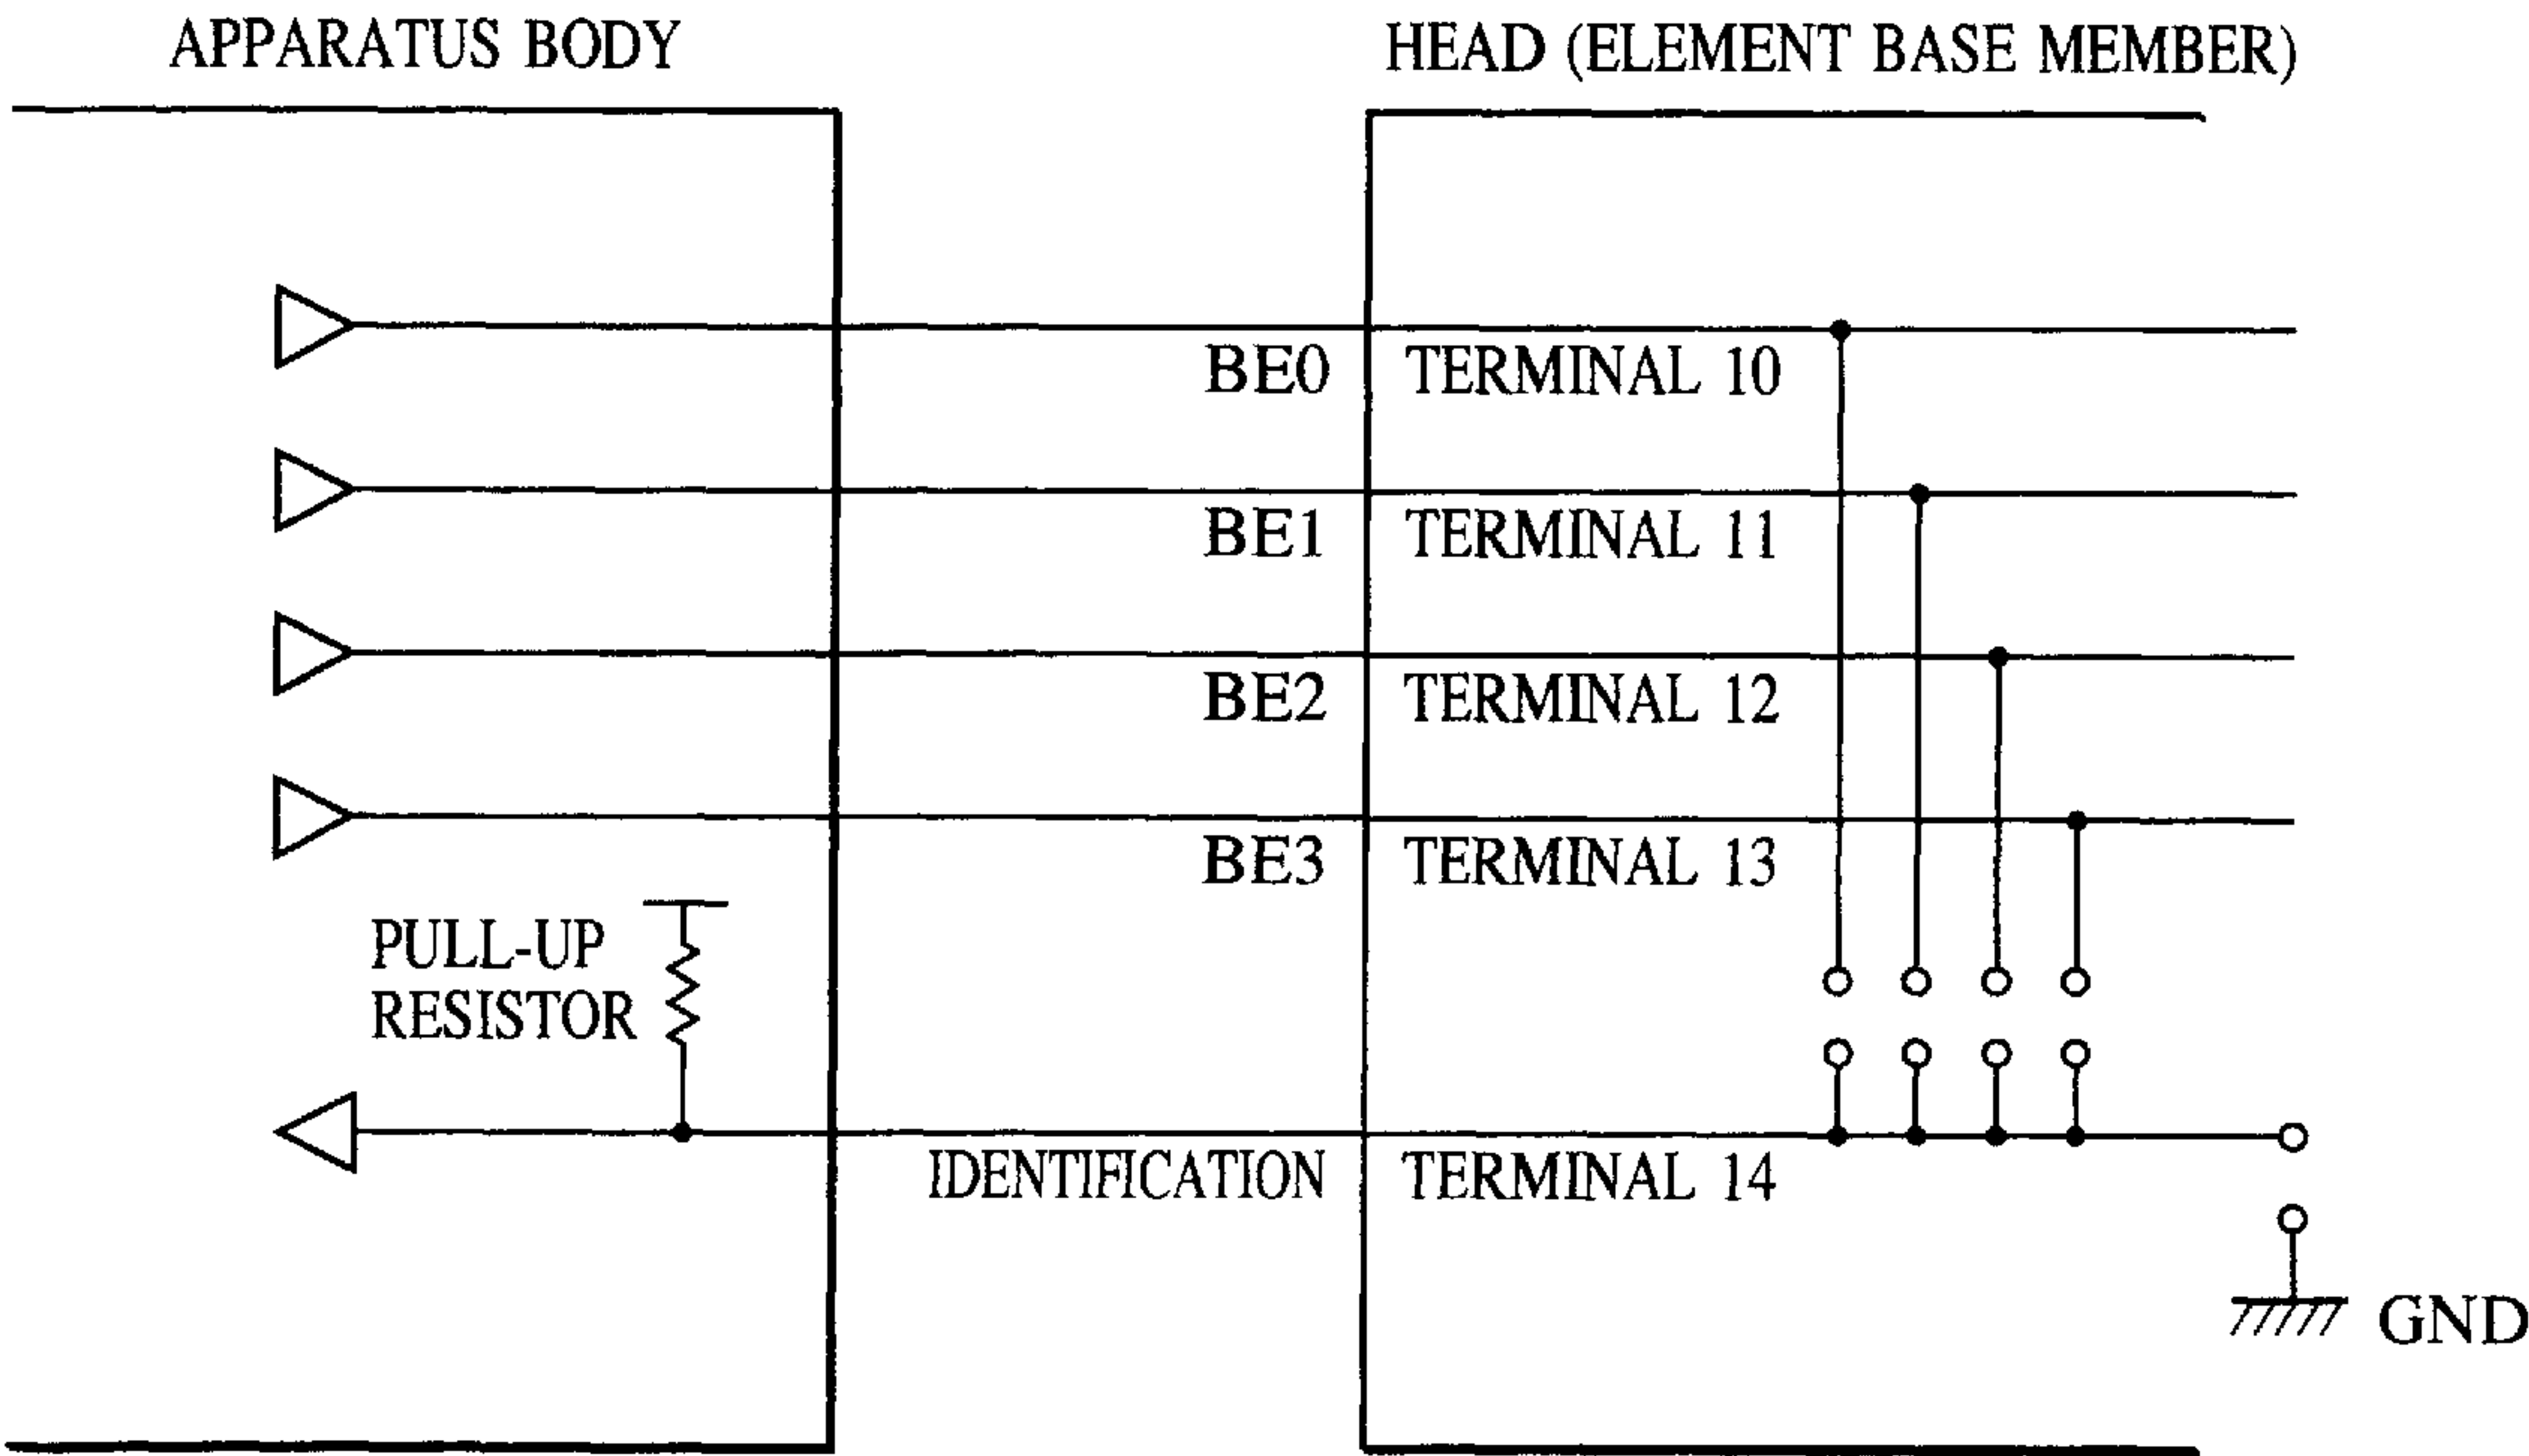 APPARATUS BODY
HEAD (ELEMENT BASE MEMBER)
BE0 TERMINAL 10
BE1 TERMINAL 11
BE2 TERMINAL 12
BE3 TERMINAL 13
PULL-UP
RESISTOR
IDENTIFICATION TERMINAL 14
GND